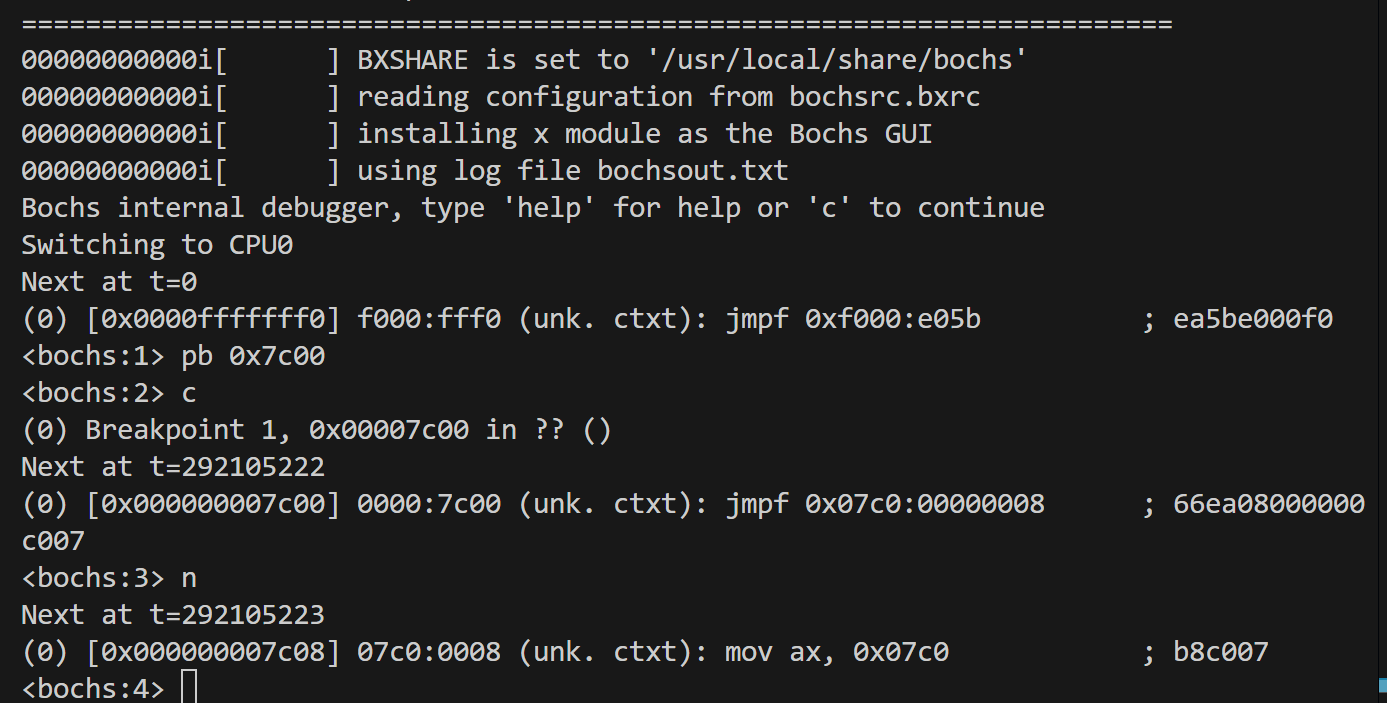 ========================================================================
00000000000i[      ] BXSHARE is set to '/usr/local/share/bochs'
00000000000i[      ] reading configuration from bochsrc.bxrc
00000000000i[      ] installing x module as the Bochs GUI
00000000000i[      ] using log file bochsout.txt
Bochs internal debugger, type 'help' for help or 'c' to continue
Switching to CPU0
Next at t=0
(0) [0x0000fffffff0] f000:fff0 (unk. ctxt): jmpf 0xf000:e05b          ; ea5be000f0
<bochs:1> pb 0x7c00
<bochs:2> c
(0) Breakpoint 1, 0x00007c00 in ?? ()
Next at t=292105222
(0) [0x000000007c00] 0000:7c00 (unk. ctxt): jmpf 0x07c0:00000008      ; 66ea08000000
c007
<bochs:3> n
Next at t=292105223
(0) [0x000000007c08] 07c0:0008 (unk. ctxt): mov ax, 0x07c0            ; b8c007
<bochs:4>